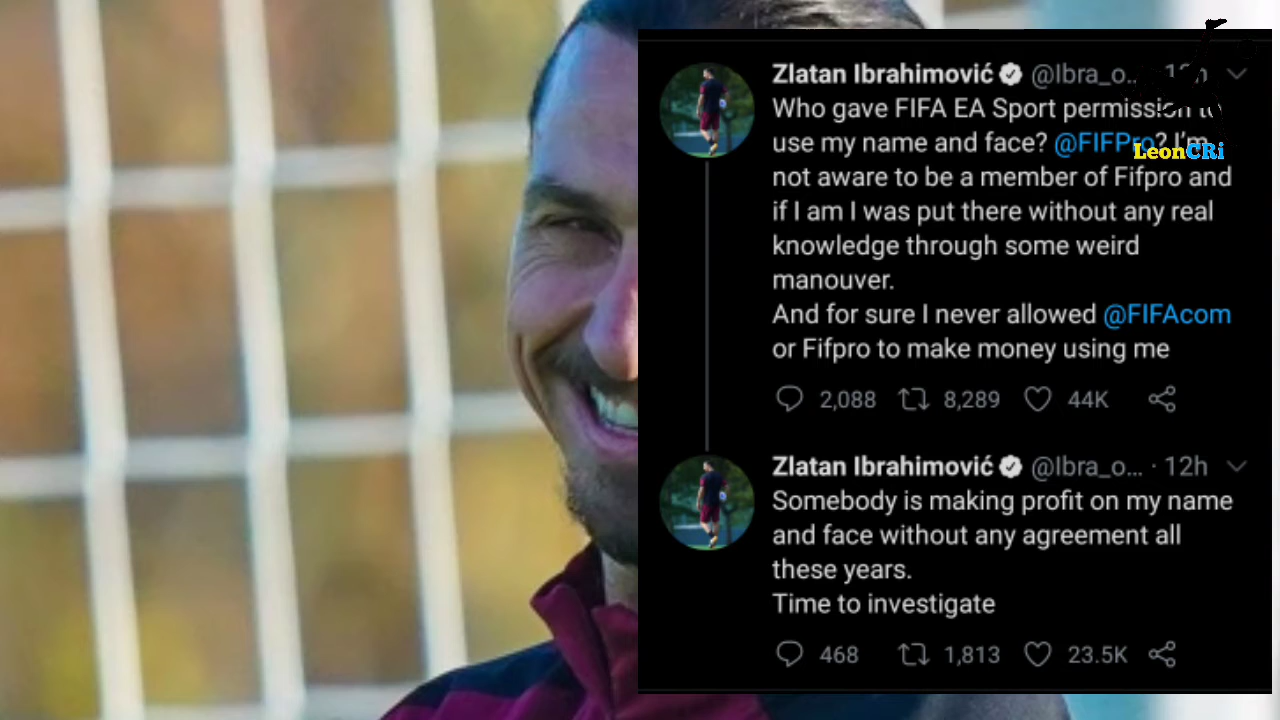 Zlatan Ibrahimović @Ibra_o...
Who gave FIFA EA Sport permission to
use my name and face? @FIFPro? I'm
LeonCRi
not aware to be a member of Fifpro and
if I am I was put there without any real
knowledge through some weird
manouver.
And for sure I never allowed @FIFAcom
or Fifpro to make money using me
2,088 8,289 44K
Zlatan Ibrahimović @Ibra_o... · 12h
Somebody is making profit on my name
and face without any agreement all
these years.
Time to investigate
468 1,813 23.5K